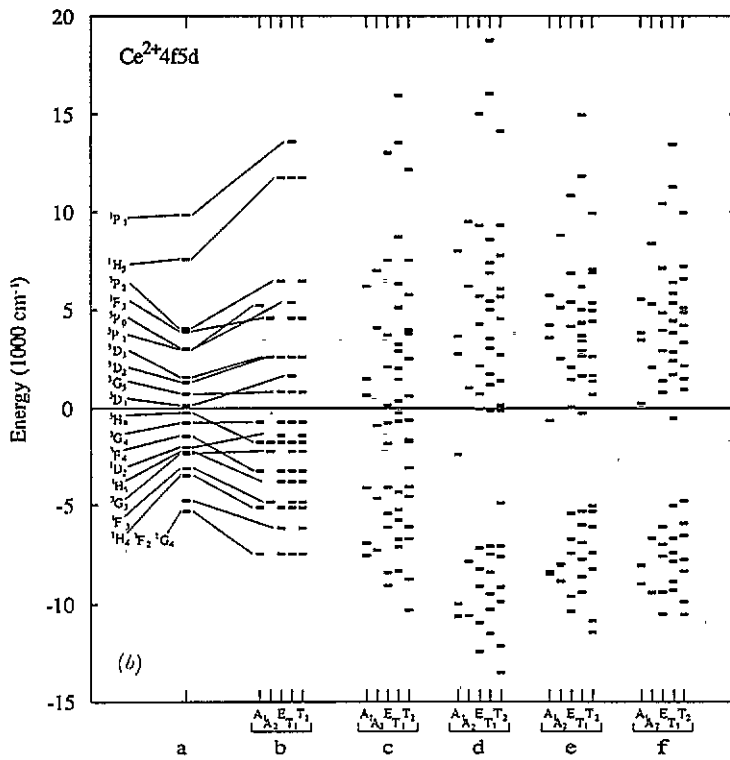 20
Ce²⁺4f5d
15
¹P₁
10
¹H₅
³P₂
¹F₃
³P₀
5
³P₁
³D₃
³D₂
³G₅
³D₁
0
³H₆
³G₄
³F₄
¹D₂
³H₅
³G₃
-5
³F₃
³H₄ ³F₂ ¹G₄
-10
(b)
-15
Energy (1000 cm⁻¹)
A₁ A₂ E T₁ T₂
A₁ A₂ E T₁ T₂
A₁ A₂ E T₁ T₂
A₁ A₂ E T₁ T₂
A₁ A₂ E T₁ T₂
a b c d e f